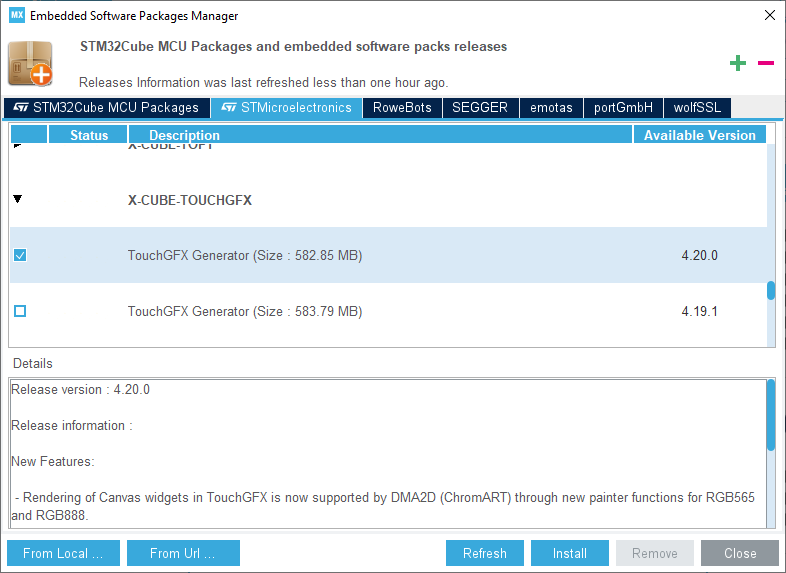 MX Embedded Software Packages Manager
STM32Cube MCU Packages and embedded software packs releases
Releases Information was last refreshed less than one hour ago.
STM32Cube MCU Packages STMicroelectronics RoweBots SEGGER emotas portGmbH wolfSSL
Status Description Available Version
X-CUBE-TOF1
X-CUBE-TOUCHGFX
TouchGFX Generator (Size : 582.85 MB) 4.20.0
TouchGFX Generator (Size : 583.79 MB) 4.19.1
Details
Release version : 4.20.0
Release information :
New Features:
- Rendering of Canvas widgets in TouchGFX is now supported by DMA2D (ChromART) through new painter functions for RGB565
and RGB888.
From Local ... From Url ... Refresh Install Remove Close